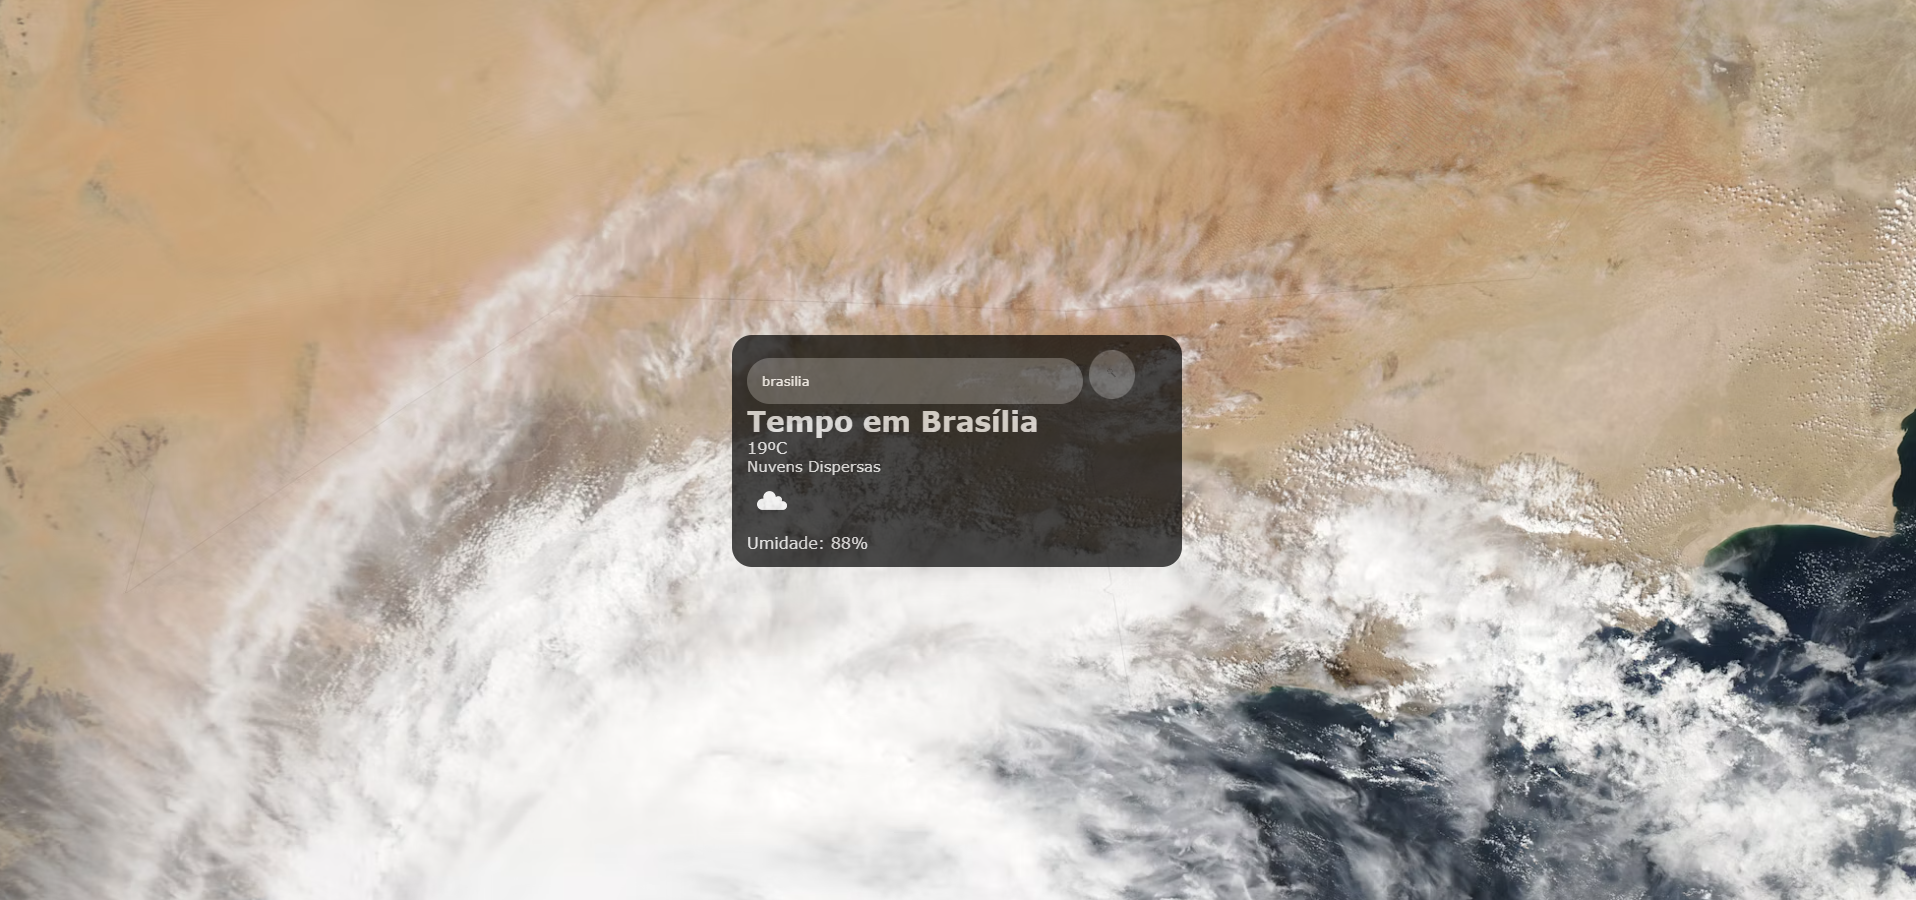 brasilia
Tempo em Brasília
19ºC
Nuvens Dispersas
Umidade: 88%